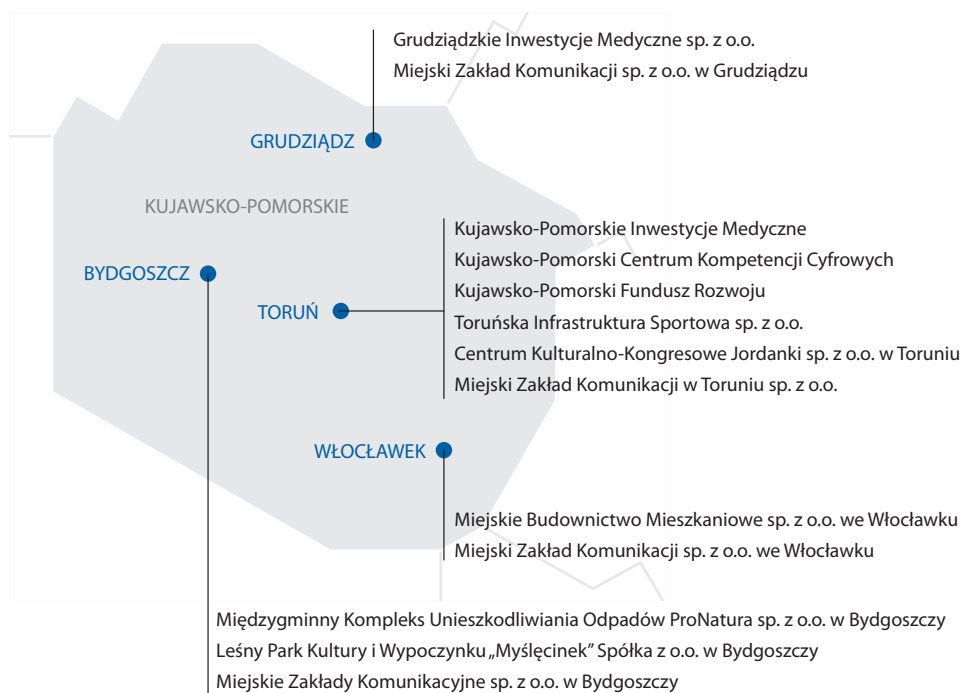 Grudziądzkie Inwestycje Medyczne sp. z o.o.
Miejski Zakład Komunikacji sp. z o.o. w Grudziądzu
GRUDZIĄDZ
KUJAWSKO-POMORSKIE
BYDGOSZCZ
TORUŃ
Kujawsko-Pomorskie Inwestycje Medyczne
Kujawsko-Pomorski Centrum Kompetencji Cyfrowych
Kujawsko-Pomorski Fundusz Rozwoju
Toruńska Infrastruktura Sportowa sp. z o.o.
Centrum Kulturalno-Kongresowe Jordanki sp. z o.o. w Toruniu
Miejski Zakład Komunikacji w Toruniu sp. z o.o.
WŁOCŁAWEK
Miejskie Budownictwo Mieszkaniowe sp. z o.o. we Włocławku
Miejski Zakład Komunikacji sp. z o.o. we Włocławku
Międzygminny Kompleks Unieszkodliwiania Odpadów ProNatura sp. z o.o. w Bydgoszczy
Leśny Park Kultury i Wypoczynku „Myślęcinek” Spółka z o.o. w Bydgoszczy
Miejskie Zakłady Komunikacyjne sp. z o.o. w Bydgoszczy